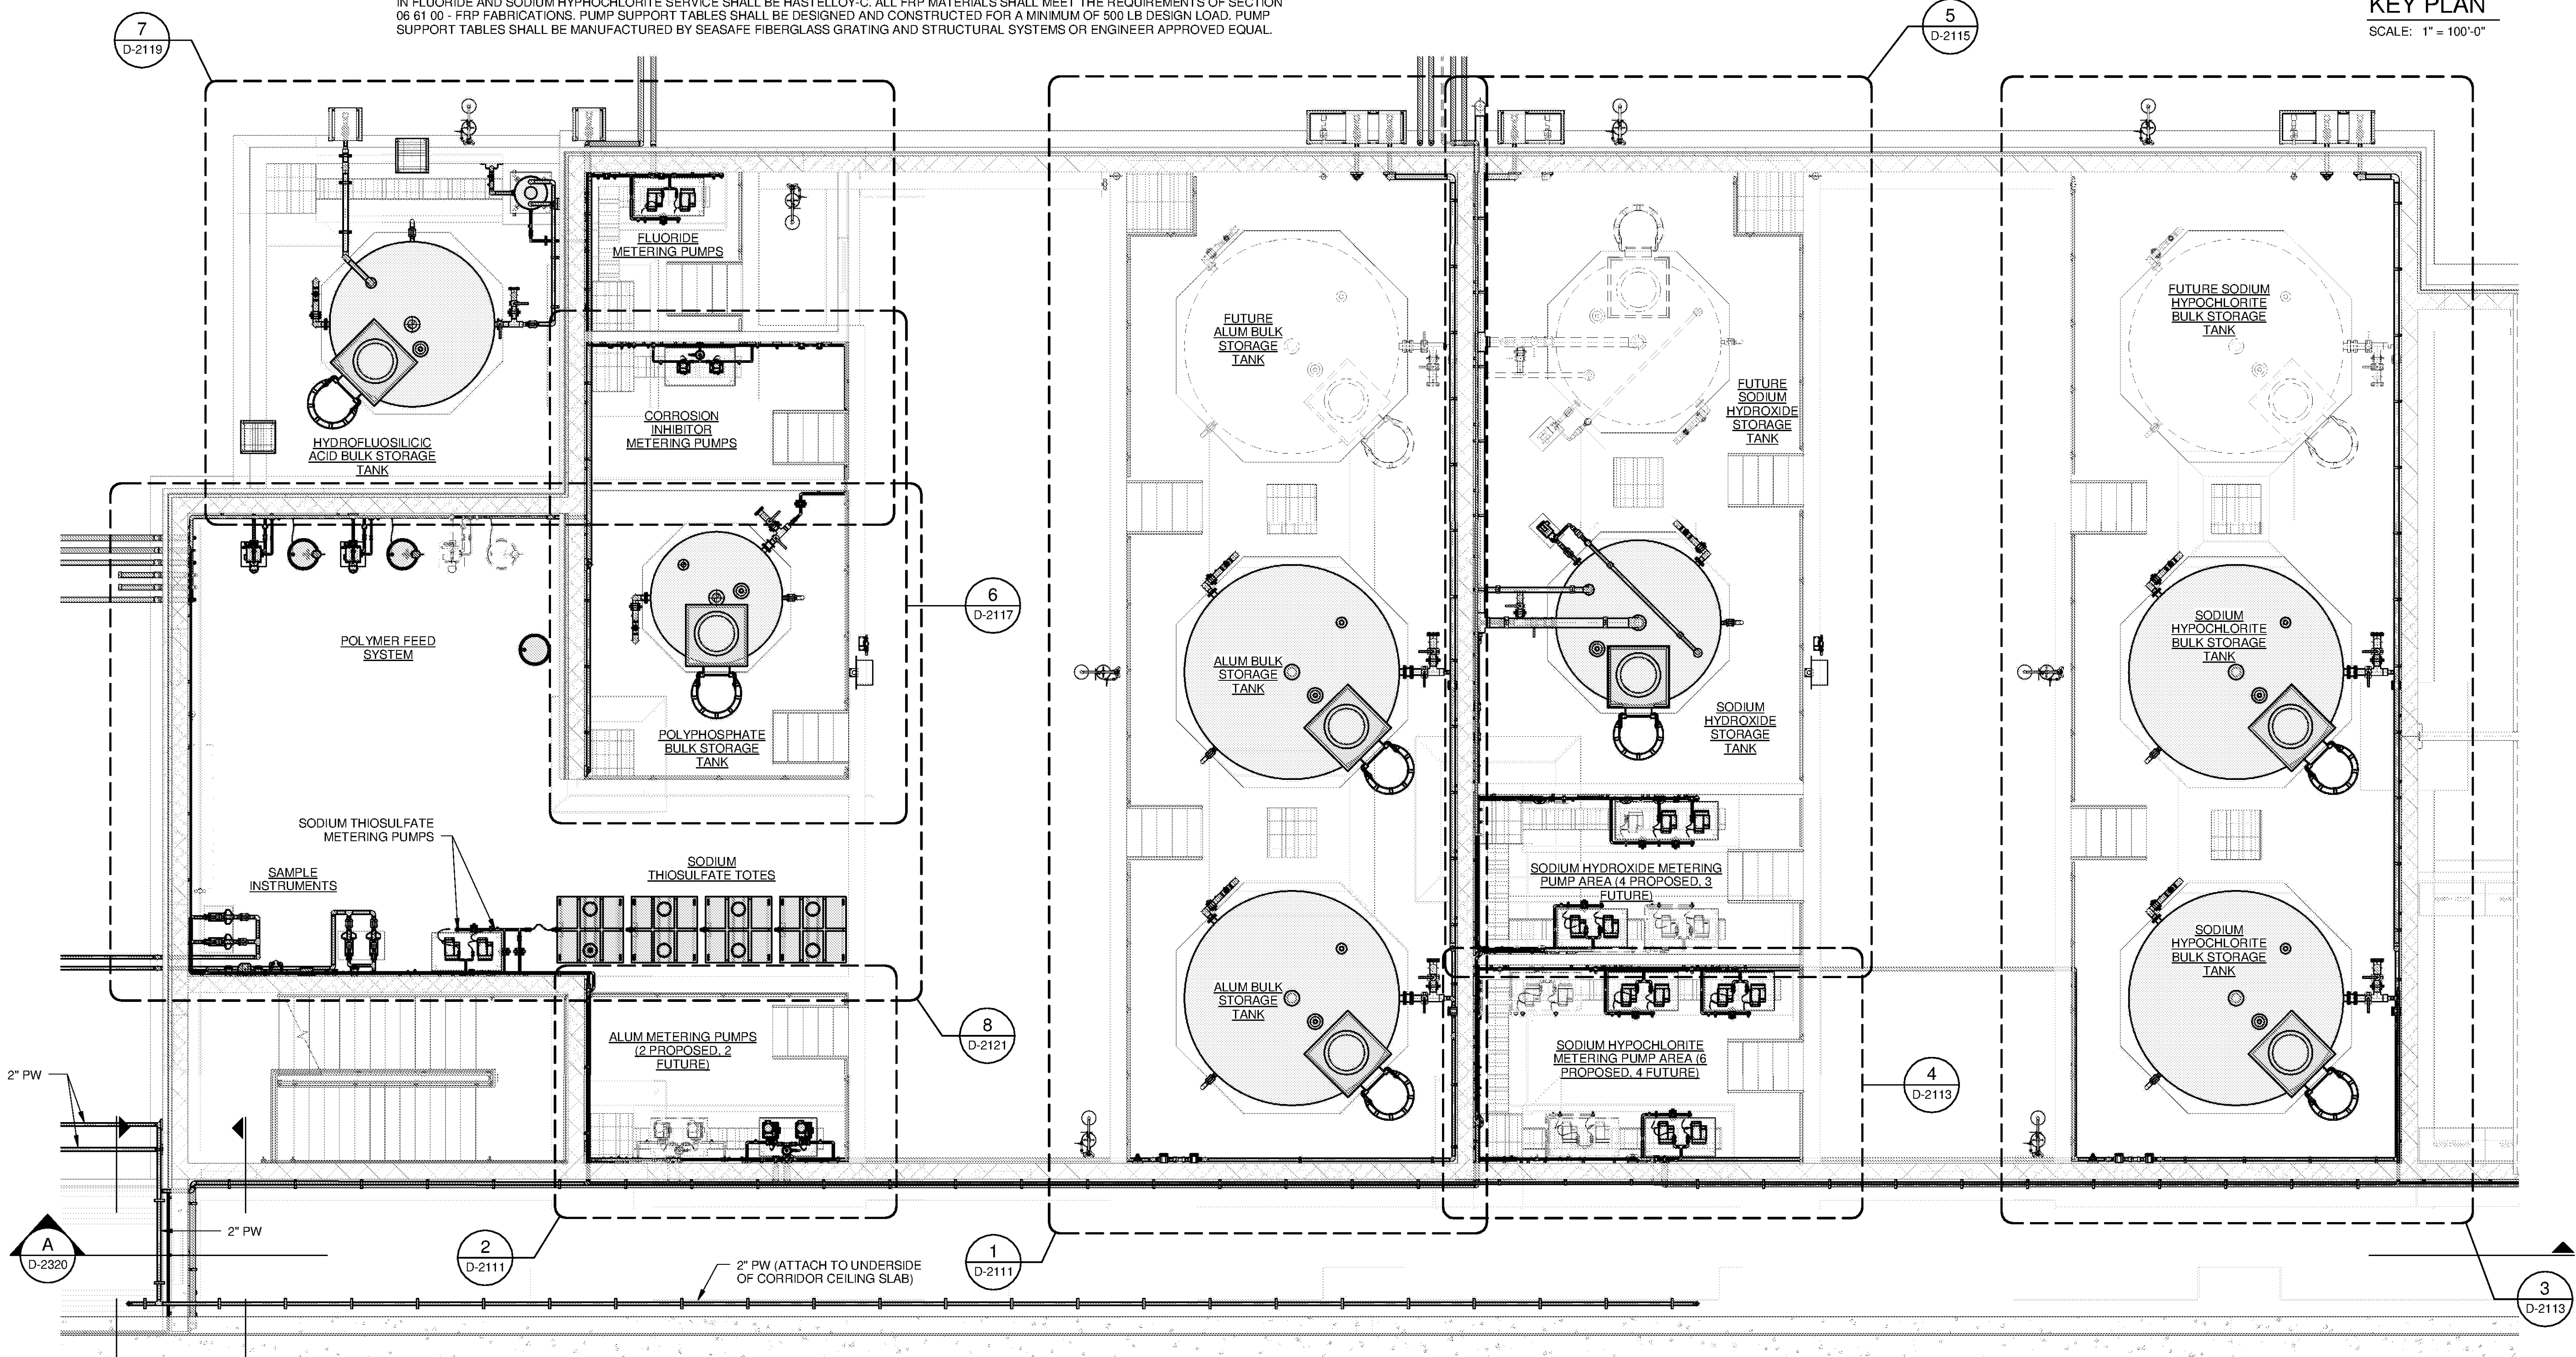 IN FLUORIDE AND SODIUM HYPHOCHLORITE SERVICE SHALL BE HASTELLOY-C. ALL FRP MATERIALS SHALL MEET THE REQUIREMENTS OF SECTION
06 61 00 - FRP FABRICATIONS. PUMP SUPPORT TABLES SHALL BE DESIGNED AND CONSTRUCTED FOR A MINIMUM OF 500 LB DESIGN LOAD. PUMP
SUPPORT TABLES SHALL BE MANUFACTURED BY SEASAFE FIBERGLASS GRATING AND STRUCTURAL SYSTEMS OR ENGINEER APPROVED EQUAL.
KEY PLAN
SCALE: 1" = 100'-0"
7
D-2119
5
D-2115
FLUORIDE
METERING PUMPS
HYDROFLUOSILICIC
ACID BULK STORAGE
TANK
CORROSION
INHIBITOR
METERING PUMPS
FUTURE
ALUM BULK
STORAGE
TANK
FUTURE
SODIUM
HYDROXIDE
STORAGE
TANK
FUTURE SODIUM
HYPOCHLORITE
BULK STORAGE
TANK
6
D-2117
POLYMER FEED
SYSTEM
POLYPHOSPHATE
BULK STORAGE
TANK
ALUM BULK
STORAGE
TANK
SODIUM
HYDROXIDE
STORAGE
TANK
SODIUM
HYPOCHLORITE
BULK STORAGE
TANK
SODIUM THIOSULFATE
METERING PUMPS
SAMPLE
INSTRUMENTS
SODIUM
THIOSULFATE TOTES
SODIUM HYDROXIDE METERING
PUMP AREA (4 PROPOSED, 3
FUTURE)
ALUM BULK
STORAGE
TANK
SODIUM
HYPOCHLORITE
BULK STORAGE
TANK
ALUM METERING PUMPS
(2 PROPOSED, 2
FUTURE)
8
D-2121
SODIUM HYPOCHLORITE
METERING PUMP AREA (6
PROPOSED, 4 FUTURE)
4
D-2113
2" PW
2" PW
A
D-2320
2
D-2111
2" PW (ATTACH TO UNDERSIDE
OF CORRIDOR CEILING SLAB)
1
D-2111
3
D-2113